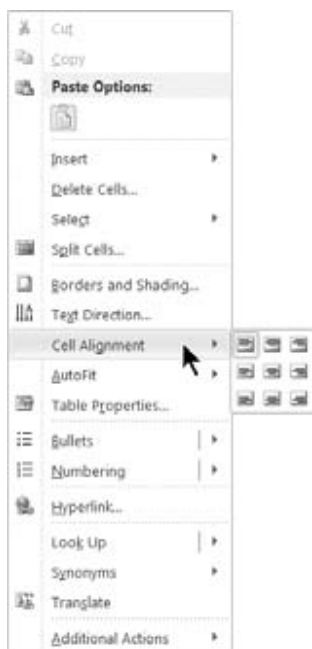 Cut
Copy
Paste Options:
Insert
Delete Cells...
Select
Split Cells...
Borders and Shading...
Text Direction...
Cell Alignment
AutoFit
Table Properties...
Bullets
Numbering
Hyperlink...
Look Up
Synonyms
Translate
Additional Actions